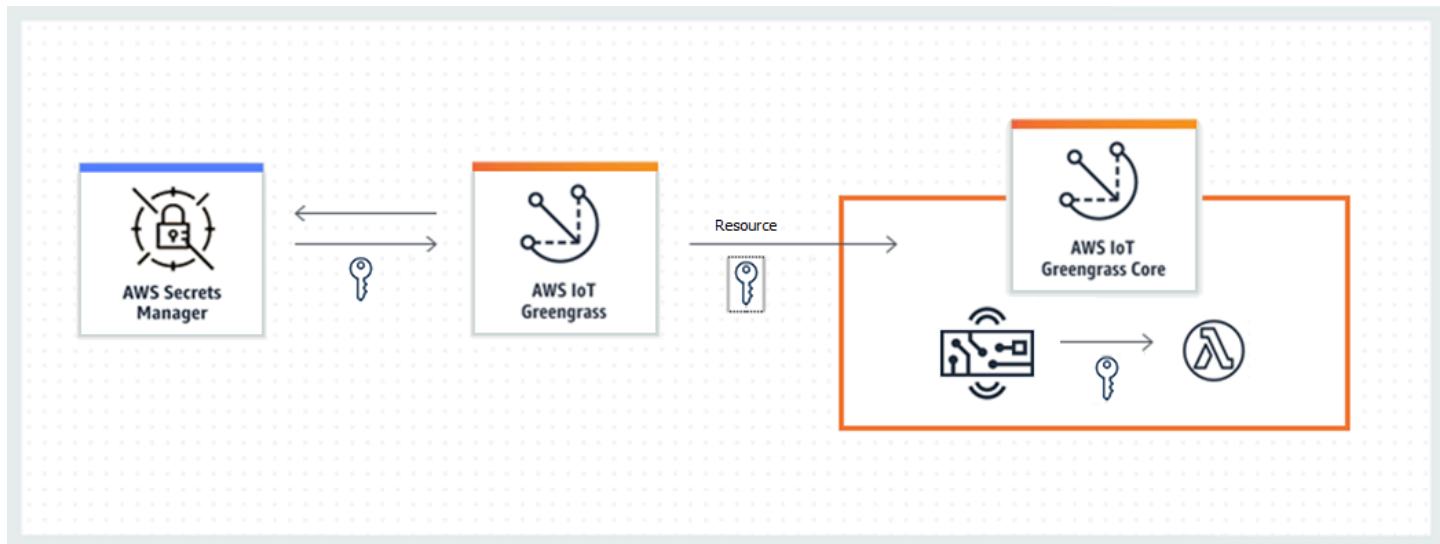 AWS Secrets
Manager
AWS IoT
Greengrass
Resource
AWS IoT
Greengrass Core